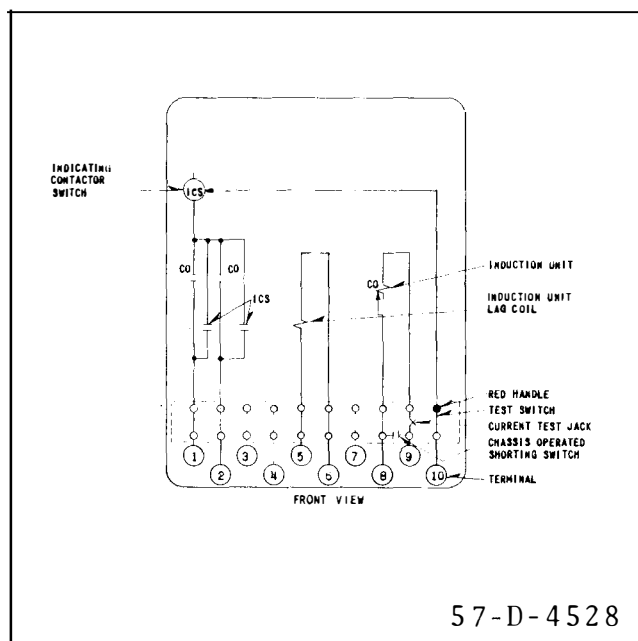 INDICATING
CONTACTOR
SWITCH
ICS
CO
CO
ICS
CO
INDUCTION UNIT
INDUCTION UNIT
LAG COIL
RED HANDLE
TEST SWITCH
CURRENT TEST JACK
CHASSIS OPERATED
SHORTING SWITCH
TERMINAL
1
2
3
4
5
6
7
8
9
10
FRONT VIEW
57-D-4528